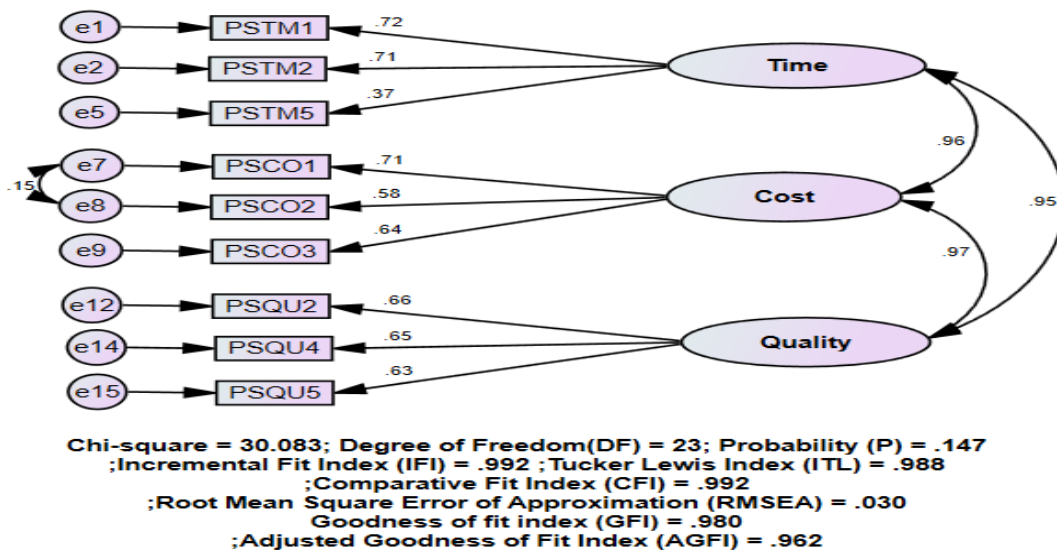 e1 PSTM1 .72
e2 PSTM2 .71 Time
e5 PSTM5 .37
e7 PSCO1 .71 .96
.15 e8 PSCO2 .58 Cost .95
e9 PSCO3 .64
.97
e12 PSQU2 .66
e14 PSQU4 .65 Quality
e15 PSQU5 .63
Chi-square = 30.083; Degree of Freedom(DF) = 23; Probability (P) = .147
;Incremental Fit Index (IFI) = .992 ;Tucker Lewis Index (ITL) = .988
;Comparative Fit Index (CFI) = .992
;Root Mean Square Error of Approximation (RMSEA) = .030
Goodness of fit index (GFI) = .980
;Adjusted Goodness of Fit Index (AGFI) = .962